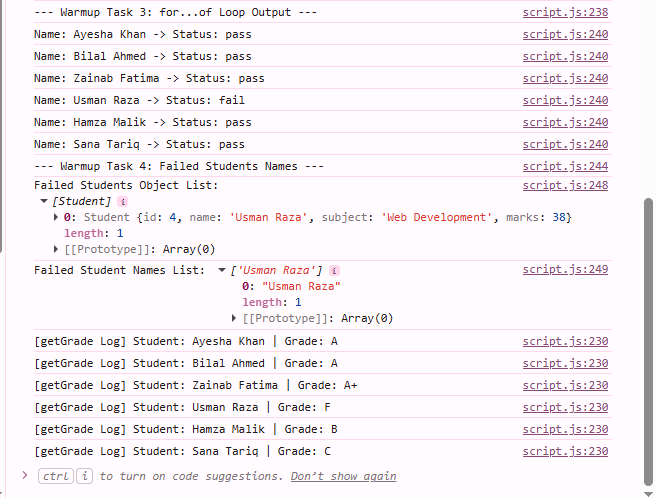 --- Warmup Task 3: for...of Loop Output --- script.js:238
Name: Ayesha Khan -> Status: pass script.js:240
Name: Bilal Ahmed -> Status: pass script.js:240
Name: Zainab Fatima -> Status: pass script.js:240
Name: Usman Raza -> Status: fail script.js:240
Name: Hamza Malik -> Status: pass script.js:240
Name: Sana Tariq -> Status: pass script.js:240
--- Warmup Task 4: Failed Students Names --- script.js:244
Failed Students Object List: script.js:248
[Student] i
0: Student {id: 4, name: 'Usman Raza', subject: 'Web Development', marks: 38}
length: 1
[[Prototype]]: Array(0)
Failed Student Names List: ['Usman Raza'] i script.js:249
0: "Usman Raza"
length: 1
[[Prototype]]: Array(0)
[getGrade Log] Student: Ayesha Khan | Grade: A script.js:230
[getGrade Log] Student: Bilal Ahmed | Grade: A script.js:230
[getGrade Log] Student: Zainab Fatima | Grade: A+ script.js:230
[getGrade Log] Student: Usman Raza | Grade: F script.js:230
[getGrade Log] Student: Hamza Malik | Grade: B script.js:230
[getGrade Log] Student: Sana Tariq | Grade: C script.js:230
ctrl i to turn on code suggestions. Don't show again